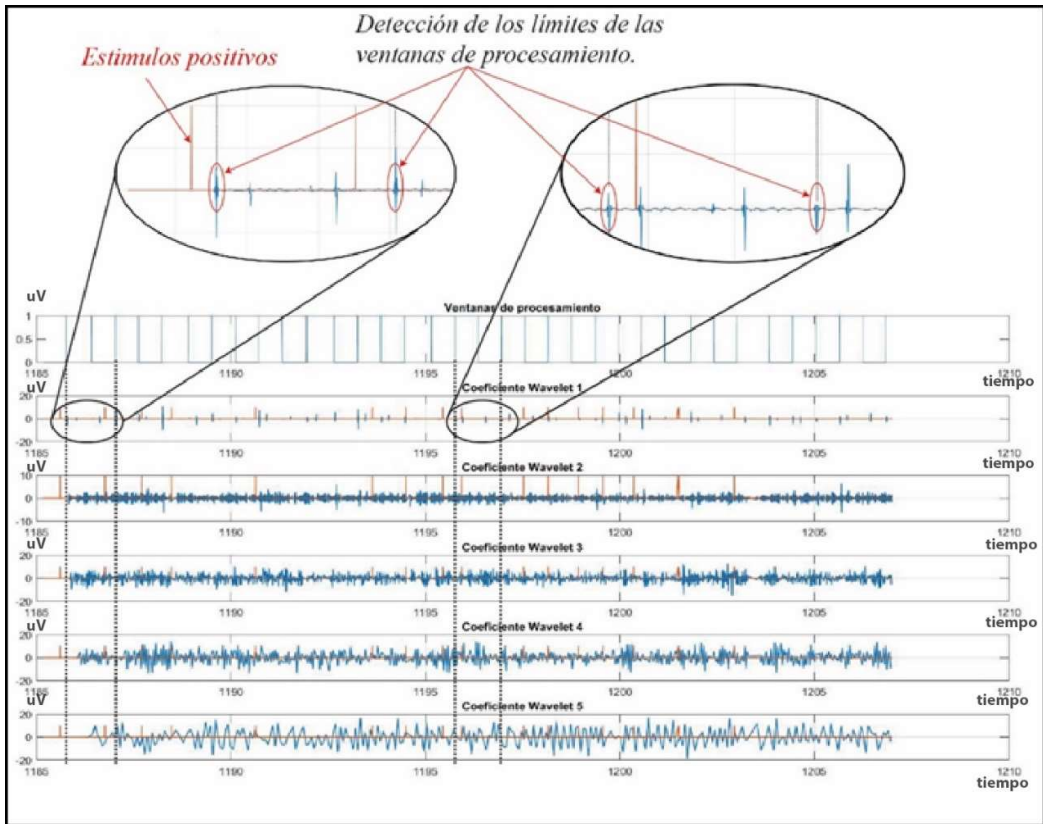 Detección de los límites de las
ventanas de procesamiento.
Estimulos positivos
uV
Ventanas de procesamiento
1
0.5
0
1185 1190 1195 1200 1205 1210
tiempo
uV
Coeficiente Wavelet 1
20
0
-20
1185 1190 1195 1200 1205 1210
tiempo
uV
Coeficiente Wavelet 2
10
0
-10
1185 1190 1195 1200 1205 1210
tiempo
uV
Coeficiente Wavelet 3
20
0
-20
1185 1190 1195 1200 1205 1210
tiempo
uV
Coeficiente Wavelet 4
20
0
-20
1185 1190 1195 1200 1205 1210
uV
Coeficiente Wavelet 5
20
0
-20
1185 1190 1195 1200 1205 1210
tiempo